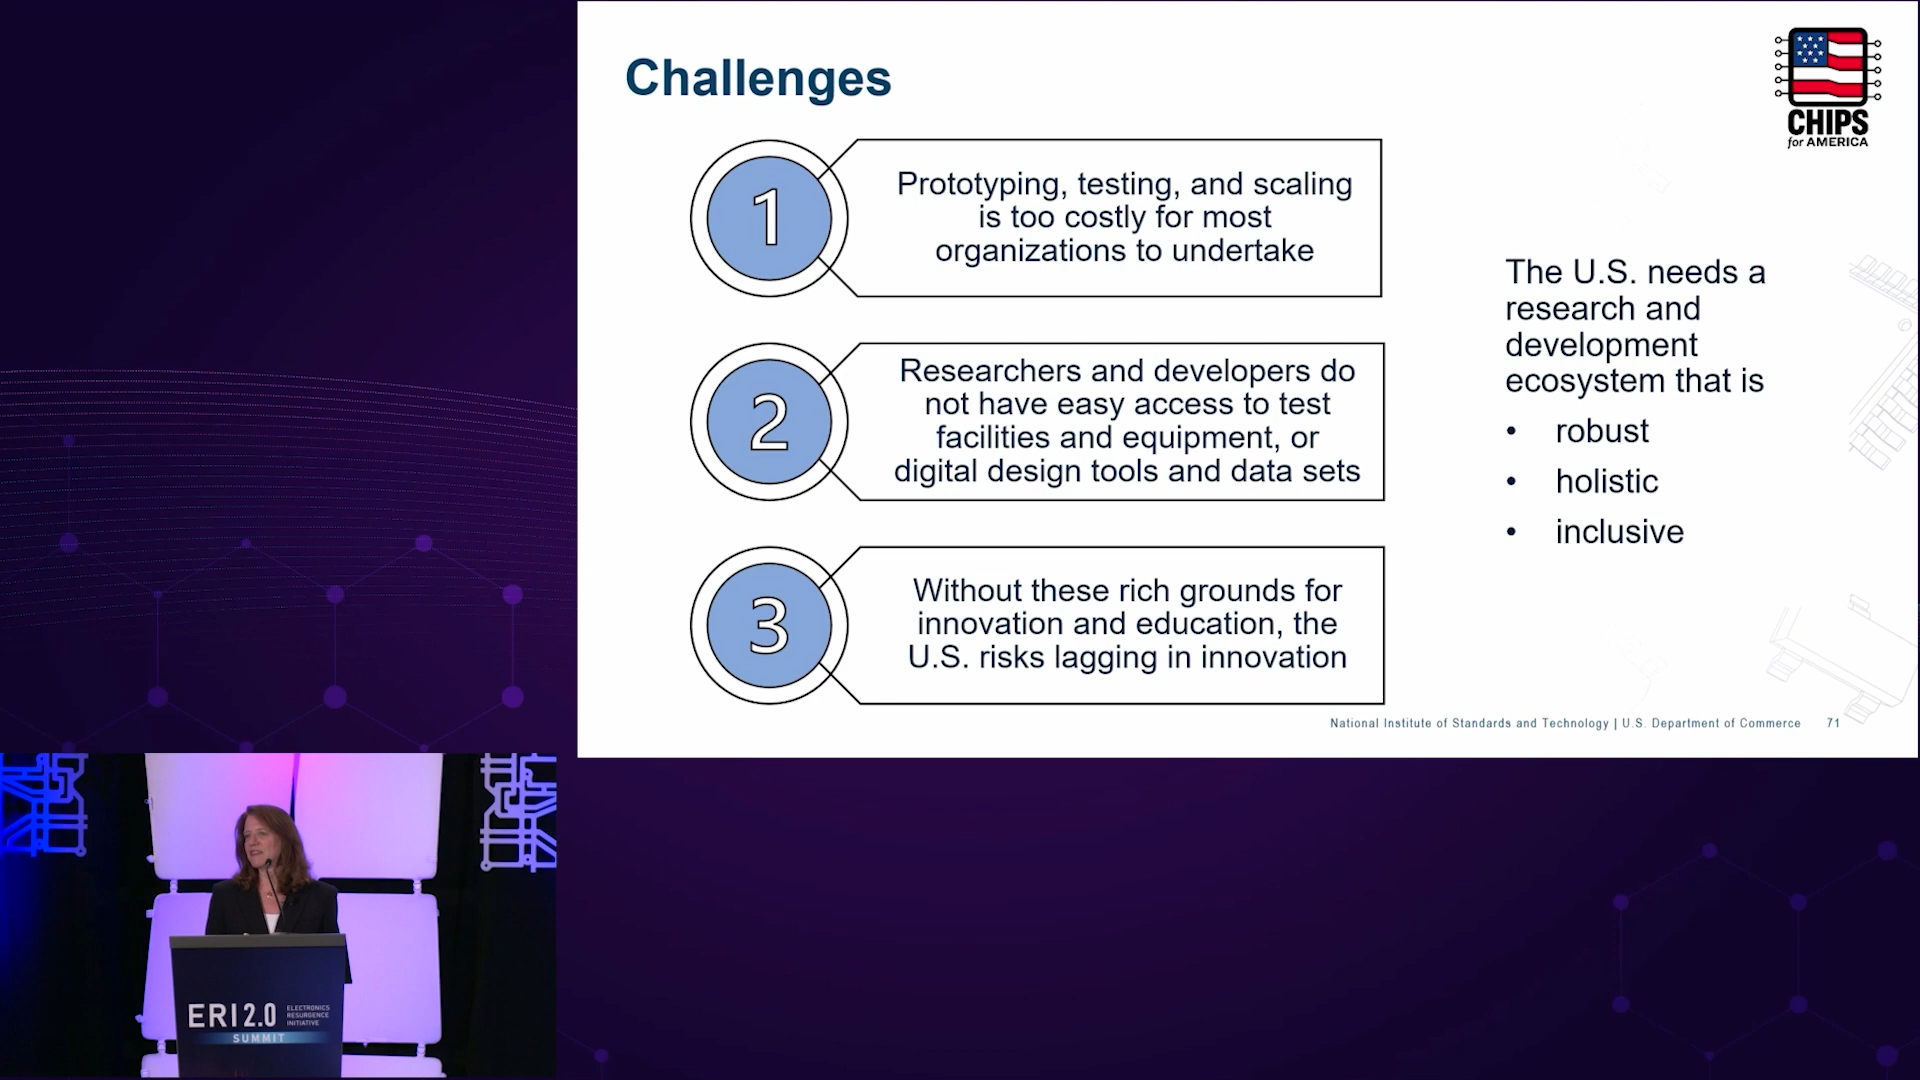 Challenges
CHIPS
for AMERICA
1
Prototyping, testing, and scaling
is too costly for most
organizations to undertake
2
Researchers and developers do
not have easy access to test
facilities and equipment, or
digital design tools and data sets
3
Without these rich grounds for
innovation and education, the
U.S. risks lagging in innovation
The U.S. needs a
research and
development
ecosystem that is
• robust
• holistic
• inclusive
National Institute of Standards and Technology | U.S. Department of Commerce 71
ERI 2.0
ELECTRONICS
RESURGENCE
INITIATIVE
SUMMIT